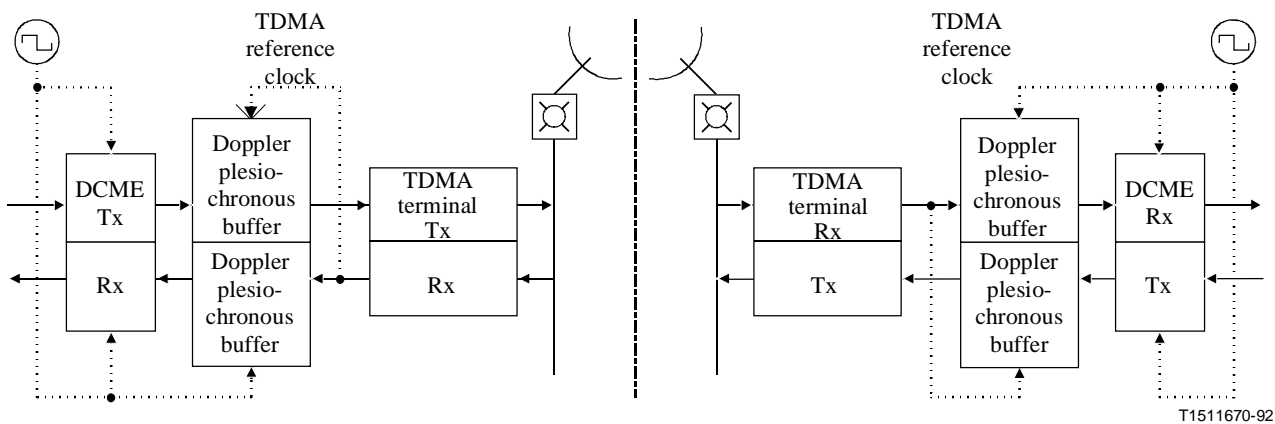 TDMA
reference
clock
DCME
Tx
Rx
Doppler
plesio-
chronous
buffer
Doppler
plesio-
chronous
buffer
TDMA
terminal
Tx
Rx
TDMA
reference
clock
TDMA
terminal
Rx
Tx
Doppler
plesio-
chronous
buffer
Doppler
plesio-
chronous
buffer
DCME
Rx
Tx
T1511670-92